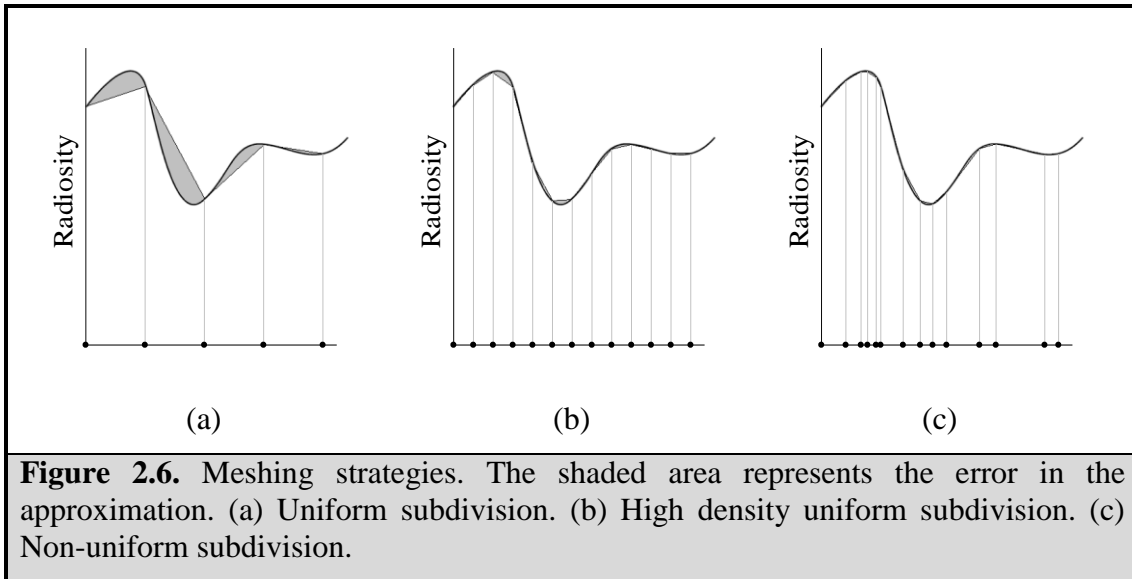 Radiosity
Radiosity
Radiosity
(a)
(b)
(c)
Figure 2.6. Meshing strategies. The shaded area represents the error in the
approximation. (a) Uniform subdivision. (b) High density uniform subdivision. (c)
Non-uniform subdivision.